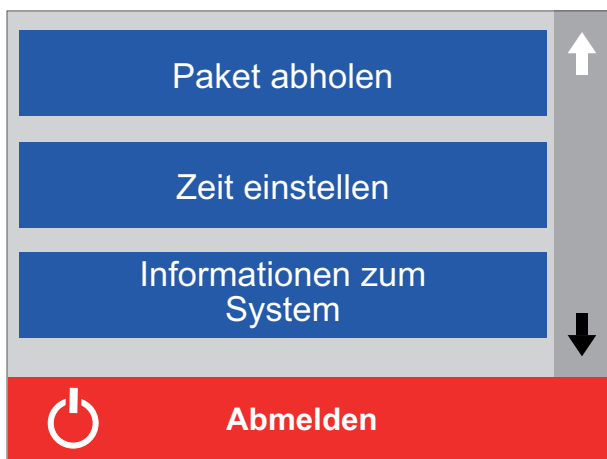 Paket abholen
Zeit einstellen
Informationen zum
System
Abmelden